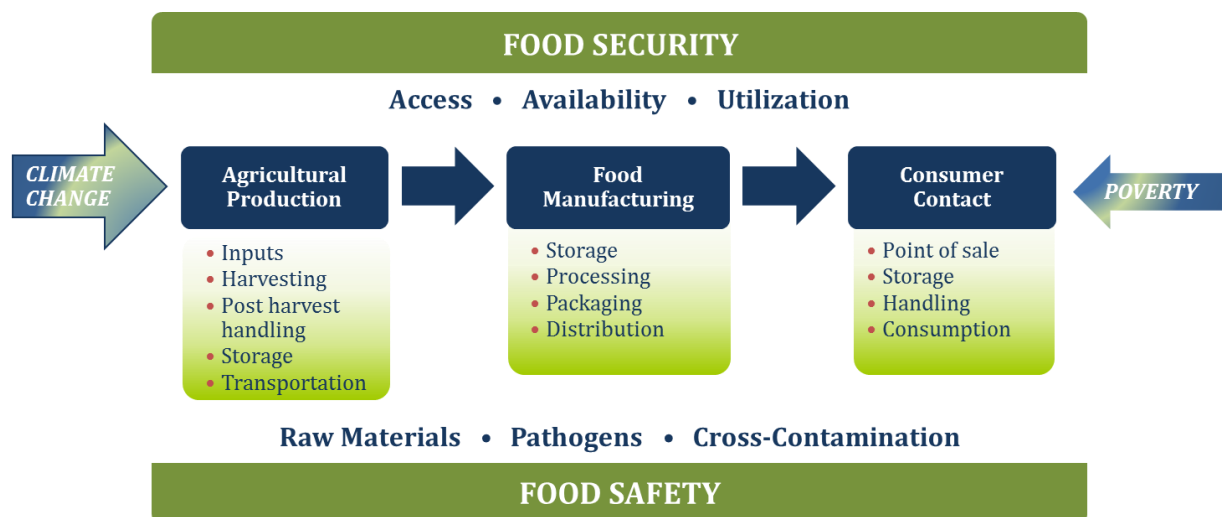 FOOD SECURITY
Access • Availability • Utilization
CLIMATE
CHANGE
Agricultural
Production
• Inputs
• Harvesting
• Post harvest
handling
• Storage
• Transportation
Food
Manufacturing
• Storage
• Processing
• Packaging
• Distribution
Consumer
Contact
• Point of sale
• Storage
• Handling
• Consumption
POVERTY
Raw Materials • Pathogens • Cross-Contamination
FOOD SAFETY